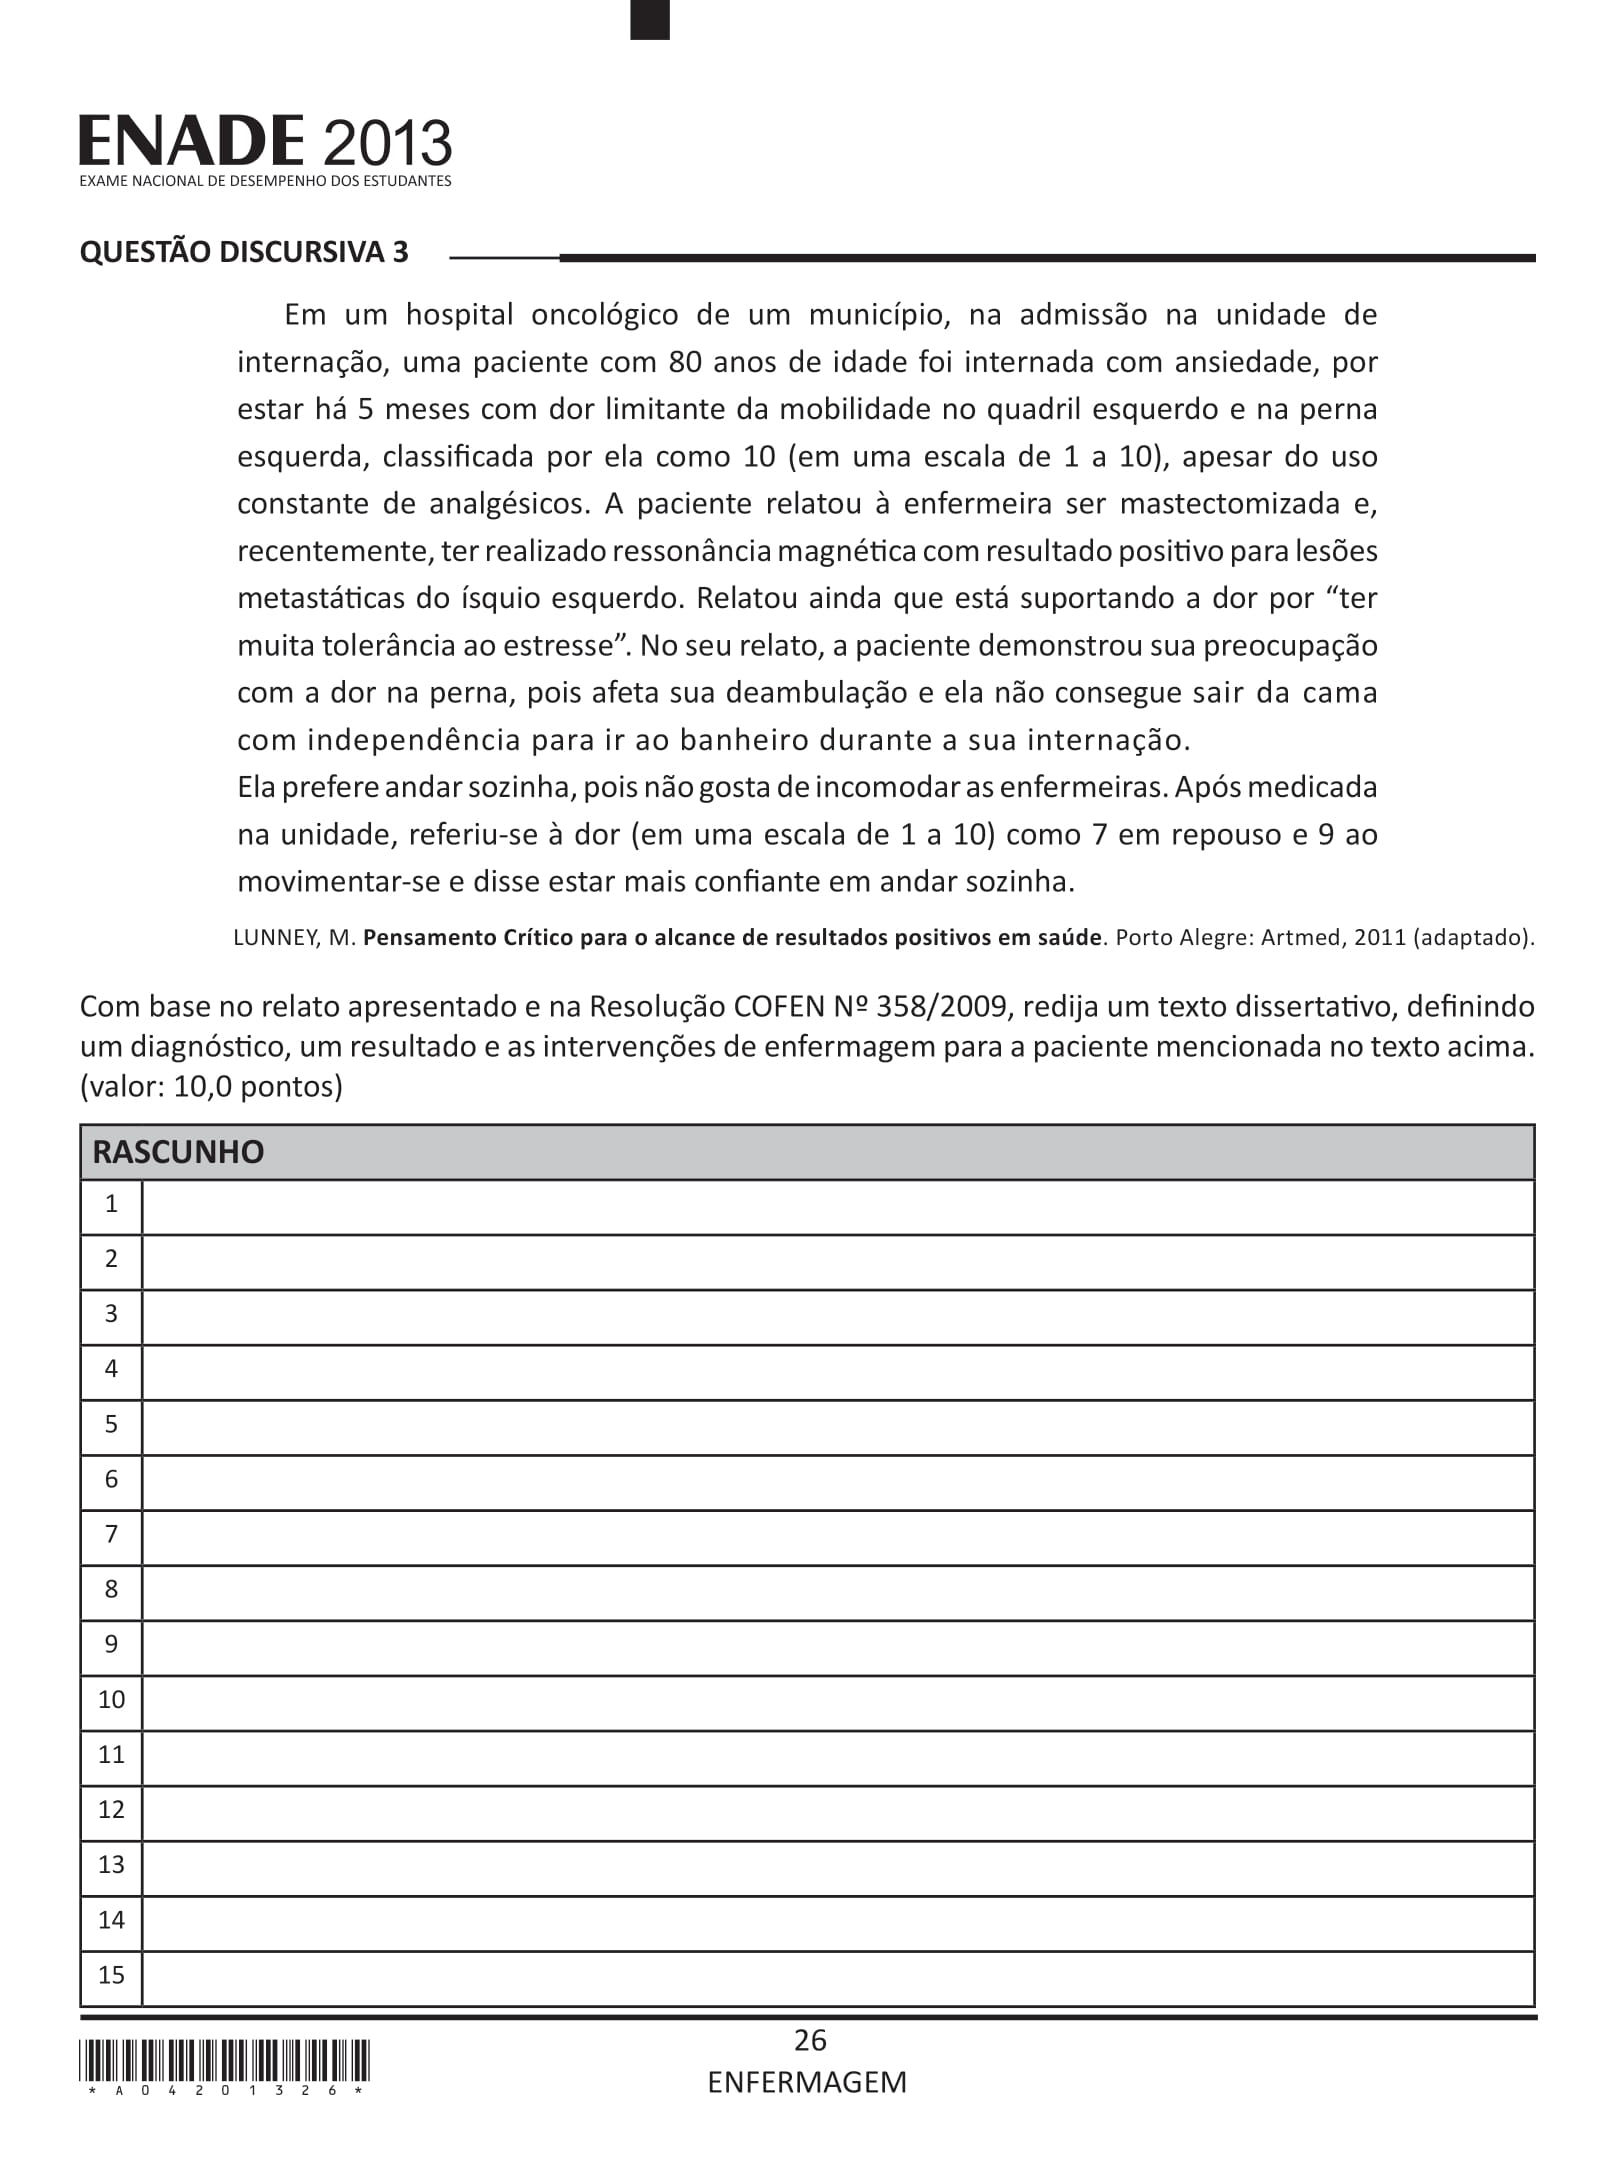 ENADE 2013
EXAME NACIONAL DE DESEMPENHO DOS ESTUDANTES
QUESTÃO DISCURSIVA 3
Em um hospital oncológico de um município, na admissão na unidade de
internação, uma paciente com 80 anos de idade foi internada com ansiedade, por
estar há 5 meses com dor limitante da mobilidade no quadril esquerdo e na perna
esquerda, classificada por ela como 10 (em uma escala de 1 a 10), apesar do uso
constante de analgésicos. A paciente relatou à enfermeira ser mastectomizada e,
recentemente, ter realizado ressonância magnética com resultado positivo para lesões
metastáticas do ísquio esquerdo. Relatou ainda que está suportando a dor por “ter
muita tolerância ao estresse”. No seu relato, a paciente demonstrou sua preocupação
com a dor na perna, pois afeta sua deambulação e ela não consegue sair da cama
com independência para ir ao banheiro durante a sua internação.
Ela prefere andar sozinha, pois não gosta de incomodar as enfermeiras. Após medicada
na unidade, referiu-se à dor (em uma escala de 1 a 10) como 7 em repouso e 9 ao
movimentar-se e disse estar mais confiante em andar sozinha.
LUNNEY, M. Pensamento Crítico para o alcance de resultados positivos em saúde. Porto Alegre: Artmed, 2011 (adaptado).
Com base no relato apresentado e na Resolução COFEN Nº 358/2009, redija um texto dissertativo, definindo
um diagnóstico, um resultado e as intervenções de enfermagem para a paciente mencionada no texto acima.
(valor: 10,0 pontos)
RASCUNHO
1
2
3
4
5
6
7
8
9
10
11
12
13
14
15
26
ENFERMAGEM
* A 0 4 2 0 1 3 2 6 *